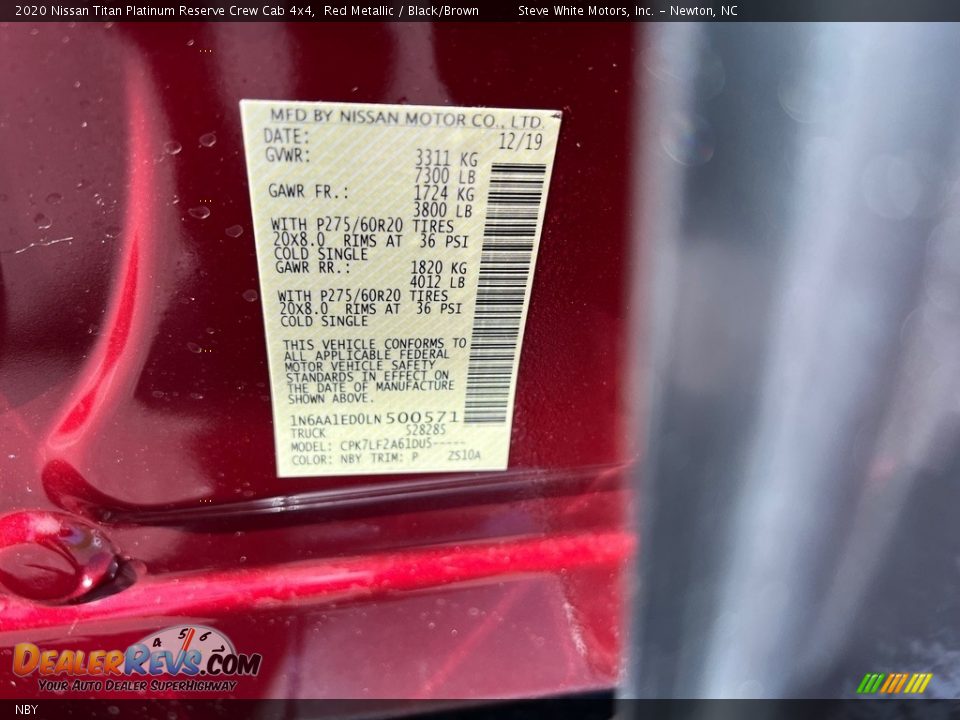 2020 Nissan Titan Platinum Reserve Crew Cab 4x4, Red Metallic / Black/Brown Steve White Motors, Inc. – Newton, NC
MFD BY NISSAN MOTOR CO., LTD.
DATE: 12/19
GVWR: 3311 KG
7300 LB
GAWR FR.: 1724 KG
3800 LB
WITH P275/60R20 TIRES
20X8.0 RIMS AT 36 PSI
COLD SINGLE
GAWR RR.: 1820 KG
4012 LB
WITH P275/60R20 TIRES
20X8.0 RIMS AT 36 PSI
COLD SINGLE
THIS VEHICLE CONFORMS TO
ALL APPLICABLE FEDERAL
MOTOR VEHICLE SAFETY
STANDARDS IN EFFECT ON
THE DATE OF MANUFACTURE
SHOWN ABOVE.
1N6AA1ED0LN500571
TRUCK 528285
MODEL: CPK7LF2A61DU5-----
COLOR: NBY TRIM: P ZS10A
4 5 6
DEALERREVS.COM
YOUR AUTO DEALER SUPERHIGHWAY
NBY